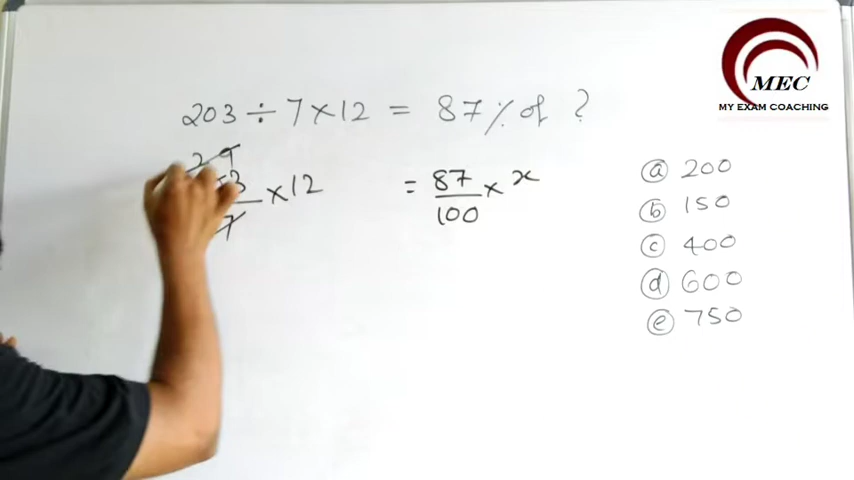 MEC
MY EXAM COACHING
203 ÷ 7 × 12 = 87 % of ?
29
3/7 × 12 = 87/100 × x
ⓐ 200
ⓑ 150
ⓒ 400
ⓓ 600
ⓔ 750